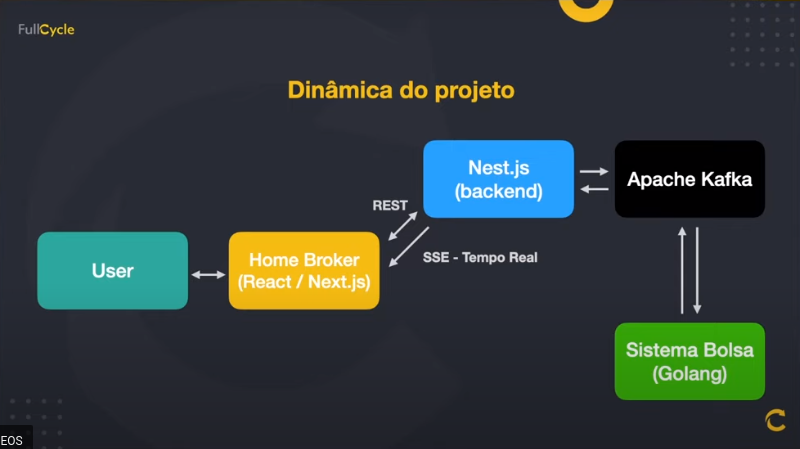 FullCycle
Dinâmica do projeto
Nest.js
(backend)
Apache Kafka
REST
User
Home Broker
(React / Next.js)
SSE - Tempo Real
Sistema Bolsa
(Golang)
EOS